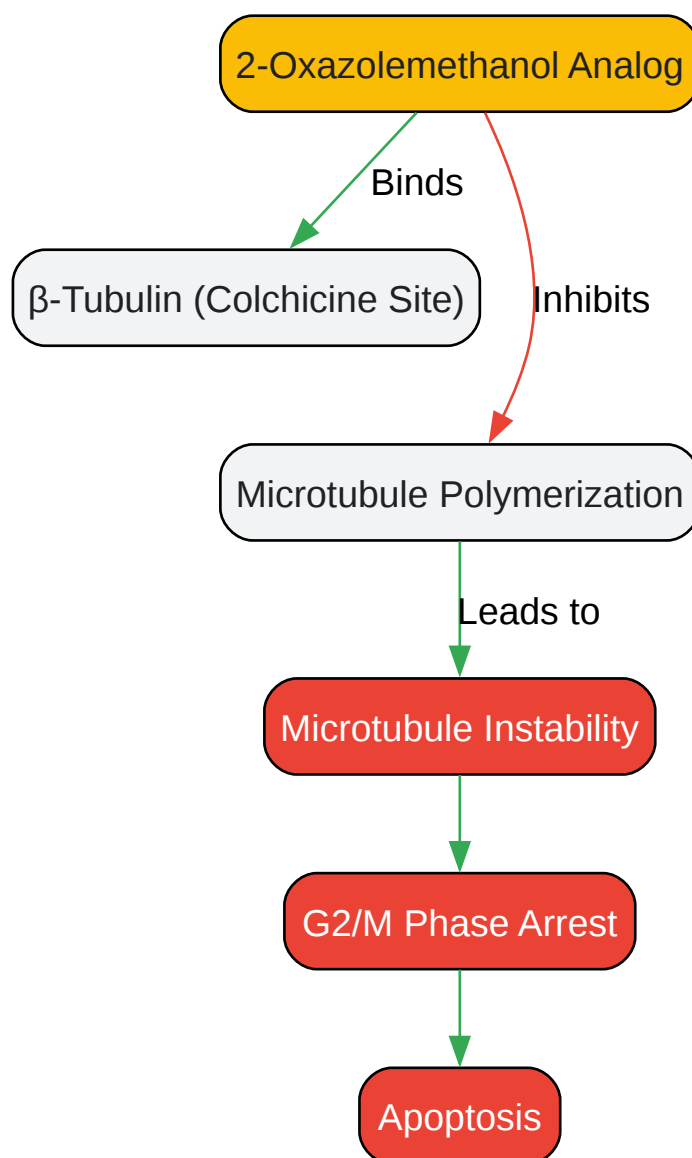 2-Oxazolemethanol Analog
Binds
β-Tubulin (Colchicine Site)
Inhibits
Microtubule Polymerization
Leads to
Microtubule Instability
G2/M Phase Arrest
Apoptosis